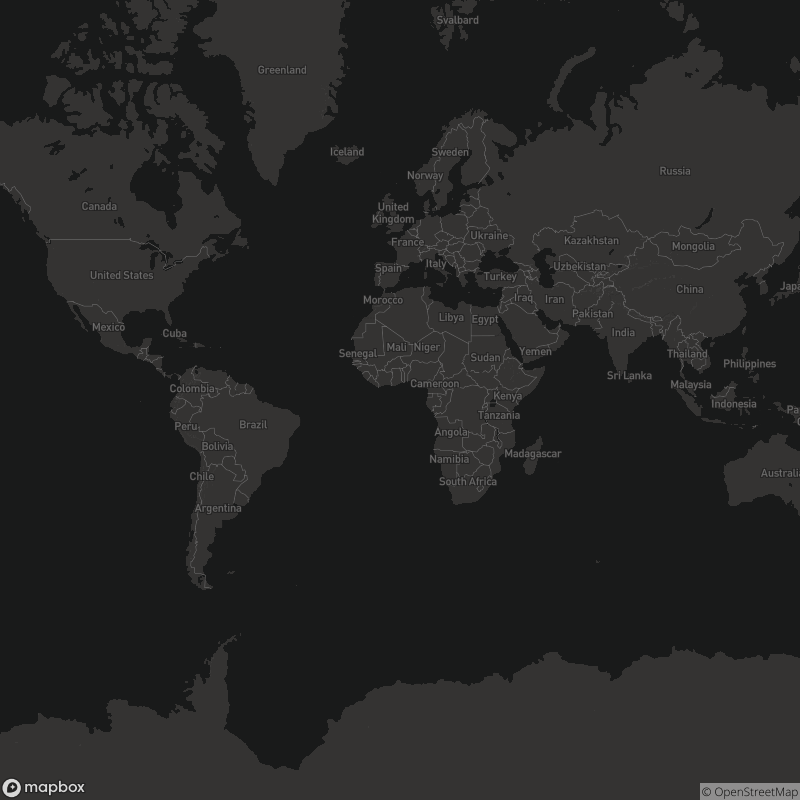 Svalbard
Greenland
Iceland
Sweden
Norway
Russia
Canada
United
Kingdom
Ukraine
France
Kazakhstan
Mongolia
Italy
Spain
Uzbekistan
United States
Turkey
China
Japa
Morocco
Iraq
Iran
Pakistan
Mexico
Cuba
Libya
Egypt
India
Mali
Niger
Senegal
Sudan
Yemen
Thailand
Philippines
Sri Lanka
Colombia
Cameroon
Malaysia
Kenya
Indonesia
Pa
Tanzania
Peru
Brazil
Angola
Bolivia
Madagascar
Namibia
Chile
South Africa
Australia
Argentina
mapbox
© OpenStreetMap